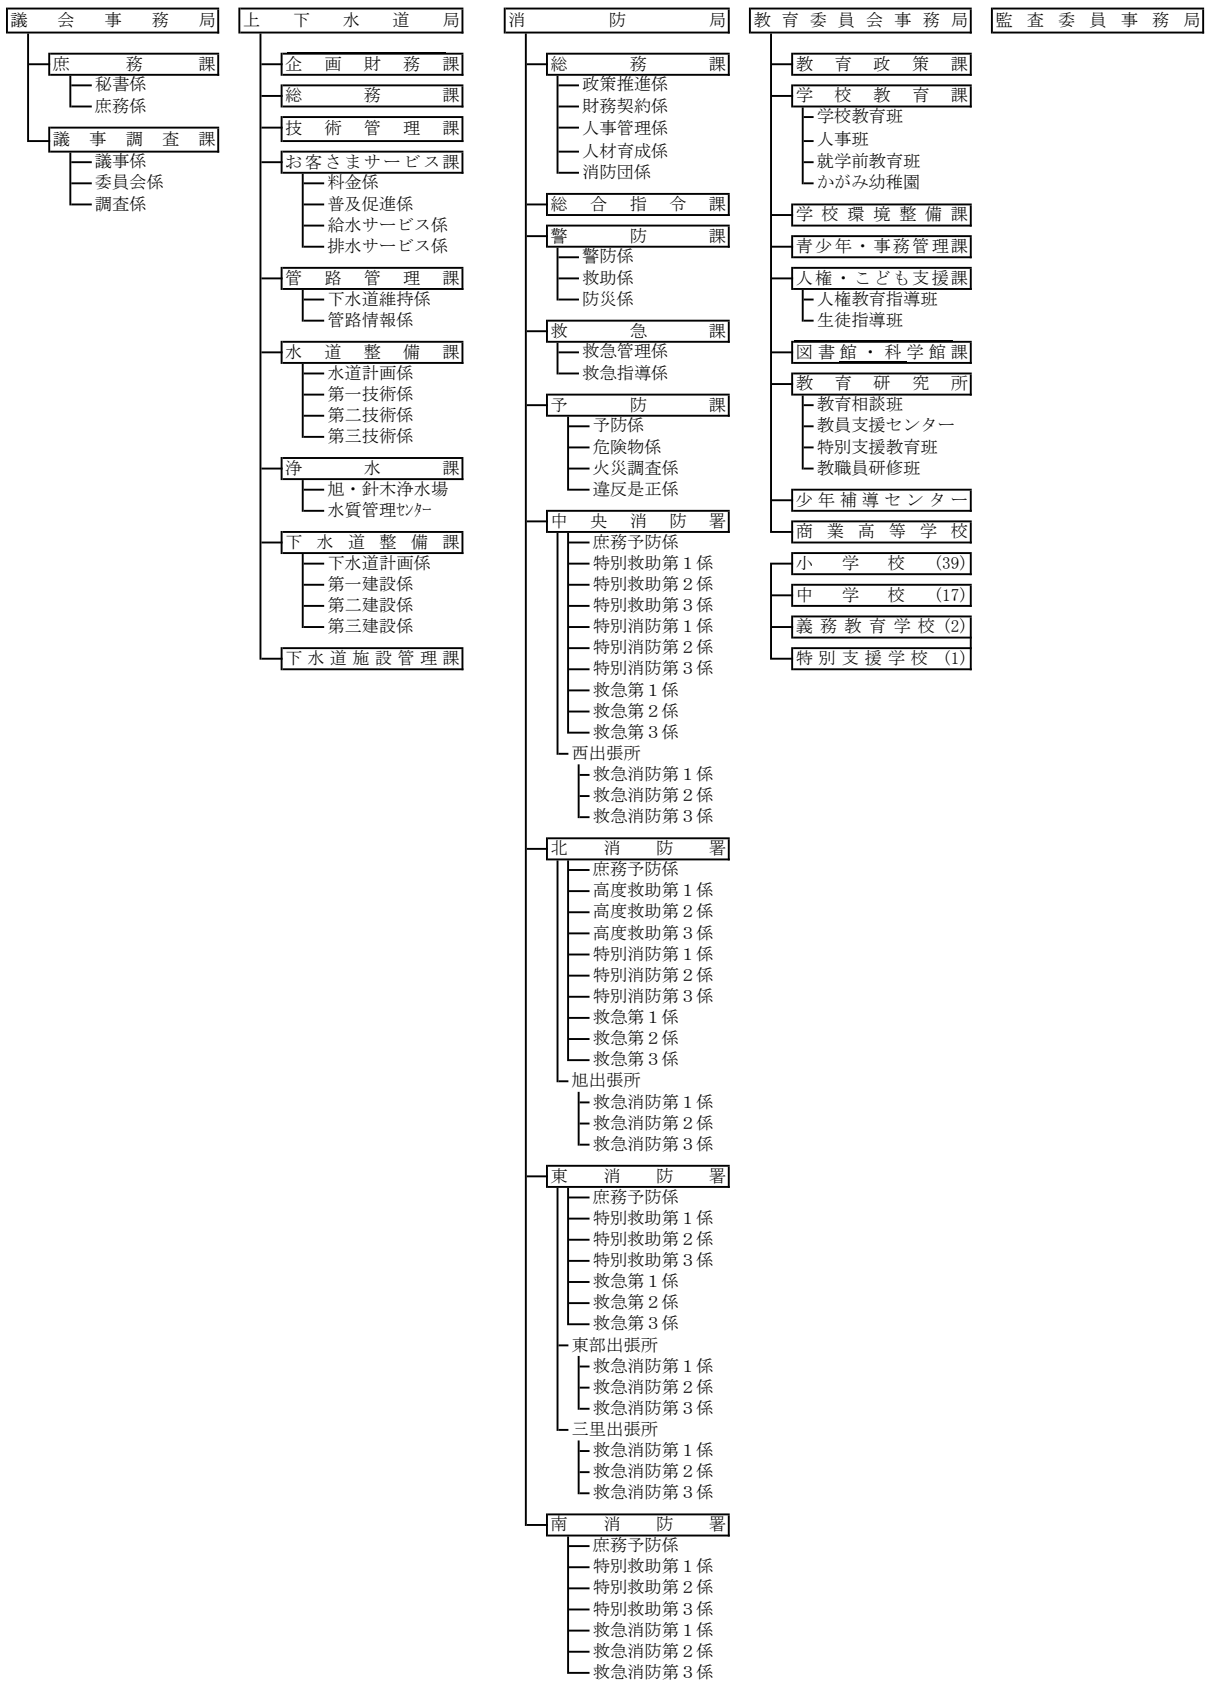 議会事務局
庶務課
秘書係
庶務係
議事調査課
議事係
委員会係
調査係
上下水道局
企画財務課
総務課
技術管理課
お客さまサービス課
料金係
普及促進係
給水サービス係
排水サービス係
管路管理課
下水道維持係
管路情報係
水道整備課
水道計画係
第一技術係
第二技術係
第三技術係
浄水課
旭・針木浄水場
水質管理ｾﾝﾀｰ
下水道整備課
下水道計画係
第一建設係
第二建設係
第三建設係
下水道施設管理課
消防局
総務課
政策推進係
財務契約係
人事管理係
人材育成係
消防団係
総合指令課
警防課
警防係
救助係
防災係
救急課
救急管理係
救急指導係
予防課
予防係
危険物係
火災調査係
違反是正係
中央消防署
庶務予防係
特別救助第１係
特別救助第２係
特別救助第３係
特別消防第１係
特別消防第２係
特別消防第３係
救急第１係
救急第２係
救急第３係
西出張所
救急消防第１係
救急消防第２係
救急消防第３係
北消防署
庶務予防係
高度救助第１係
高度救助第２係
高度救助第３係
特別消防第１係
特別消防第２係
特別消防第３係
救急第１係
救急第２係
救急第３係
旭出張所
救急消防第１係
救急消防第２係
救急消防第３係
東消防署
庶務予防係
特別救助第１係
特別救助第２係
特別救助第３係
救急第１係
救急第２係
救急第３係
東部出張所
救急消防第１係
救急消防第２係
救急消防第３係
三里出張所
救急消防第１係
救急消防第２係
救急消防第３係
南消防署
庶務予防係
特別救助第１係
特別救助第２係
特別救助第３係
救急消防第１係
救急消防第２係
救急消防第３係
教育委員会事務局
教育政策課
学校教育課
学校教育班
人事班
就学前教育班
かがみ幼稚園
学校環境整備課
青少年・事務管理課
人権・こども支援課
人権教育指導班
生徒指導班
図書館・科学館課
教育研究所
教育相談班
教員支援センター
特別支援教育班
教職員研修班
少年補導センター
商業高等学校
小学校 (39)
中学校 (17)
義務教育学校 (2)
特別支援学校 (1)
監査委員事務局